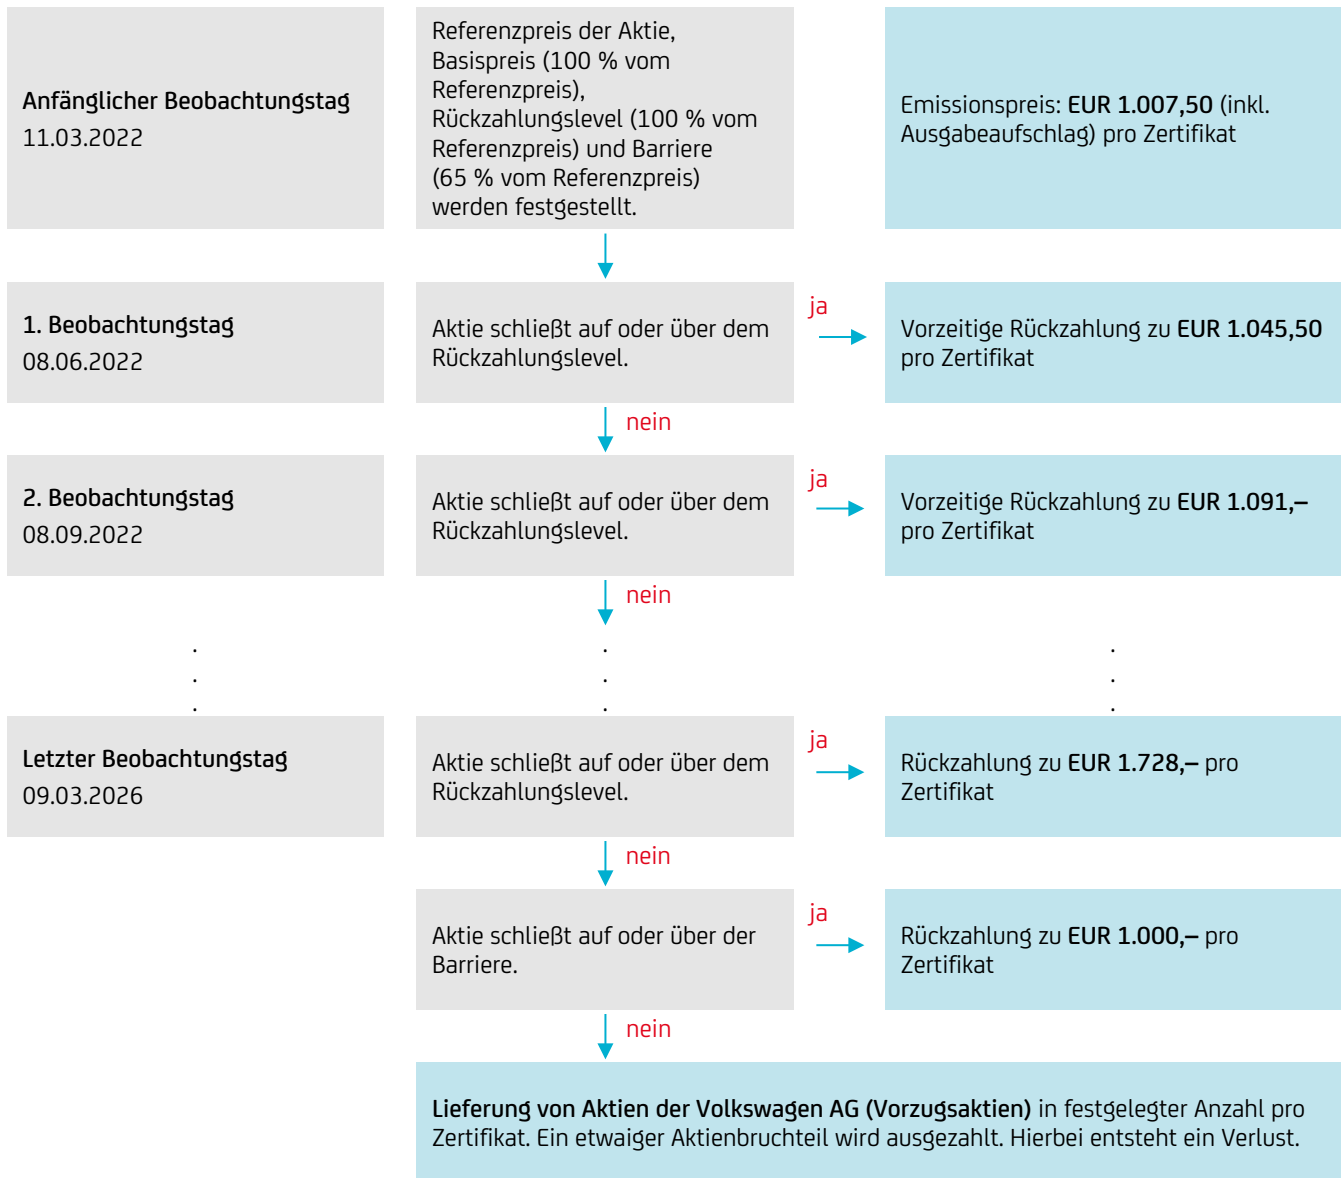 Anfänglicher Beobachtungstag
11.03.2022
Referenzpreis der Aktie,
Basispreis (100 % vom
Referenzpreis),
Rückzahlungslevel (100 % vom
Referenzpreis) und Barriere
(65 % vom Referenzpreis)
werden festgestellt.
Emissionspreis: EUR 1.007,50 (inkl.
Ausgabeaufschlag) pro Zertifikat
1. Beobachtungstag
08.06.2022
Aktie schließt auf oder über dem
Rückzahlungslevel.
ja
Vorzeitige Rückzahlung zu EUR 1.045,50
pro Zertifikat
nein
2. Beobachtungstag
08.09.2022
Aktie schließt auf oder über dem
Rückzahlungslevel.
ja
Vorzeitige Rückzahlung zu EUR 1.091,–
pro Zertifikat
nein
. . .
. . .
. . .
Letzter Beobachtungstag
09.03.2026
Aktie schließt auf oder über dem
Rückzahlungslevel.
ja
Rückzahlung zu EUR 1.728,– pro
Zertifikat
nein
Aktie schließt auf oder über der
Barriere.
ja
Rückzahlung zu EUR 1.000,– pro
Zertifikat
nein
Lieferung von Aktien der Volkswagen AG (Vorzugsaktien) in festgelegter Anzahl pro
Zertifikat. Ein etwaiger Aktienbruchteil wird ausgezahlt. Hierbei entsteht ein Verlust.